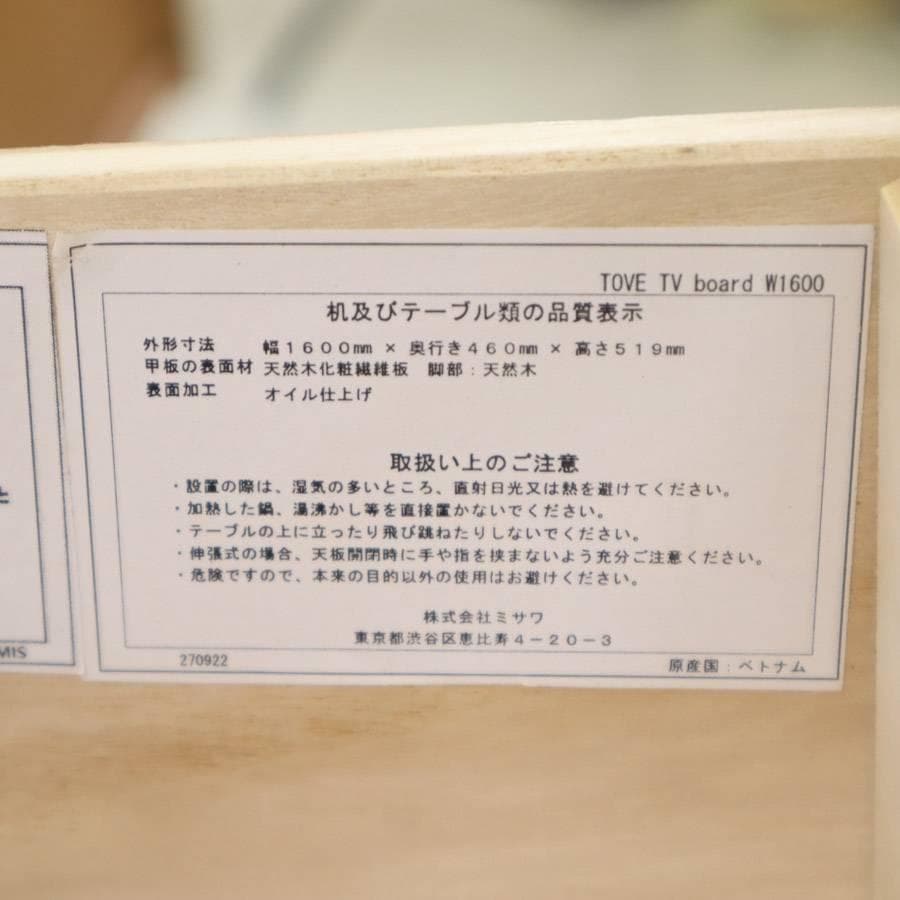 TOVE TV board W1600
机及びテーブル類の品質表示
外形寸法 幅1600mm × 奥行き460mm × 高さ519mm
甲板の表面材 天然木化粧繊維板 脚部：天然木
表面加工 オイル仕上げ
取扱い上のご注意
・設置の際は、湿気の多いところ、直射日光又は熱を避けてください。
・加熱した鍋、湯沸かし等を直接置かないでください。
・テーブルの上に立ったり飛び跳ねたりしないでください。
・伸張式の場合、天板開閉時に手や指を挟まないよう充分ご注意ください。
・危険ですので、本来の目的以外の使用はお避けください。
株式会社ミサワ
東京都渋谷区恵比寿4-20-3
270922 原産国：ベトナム